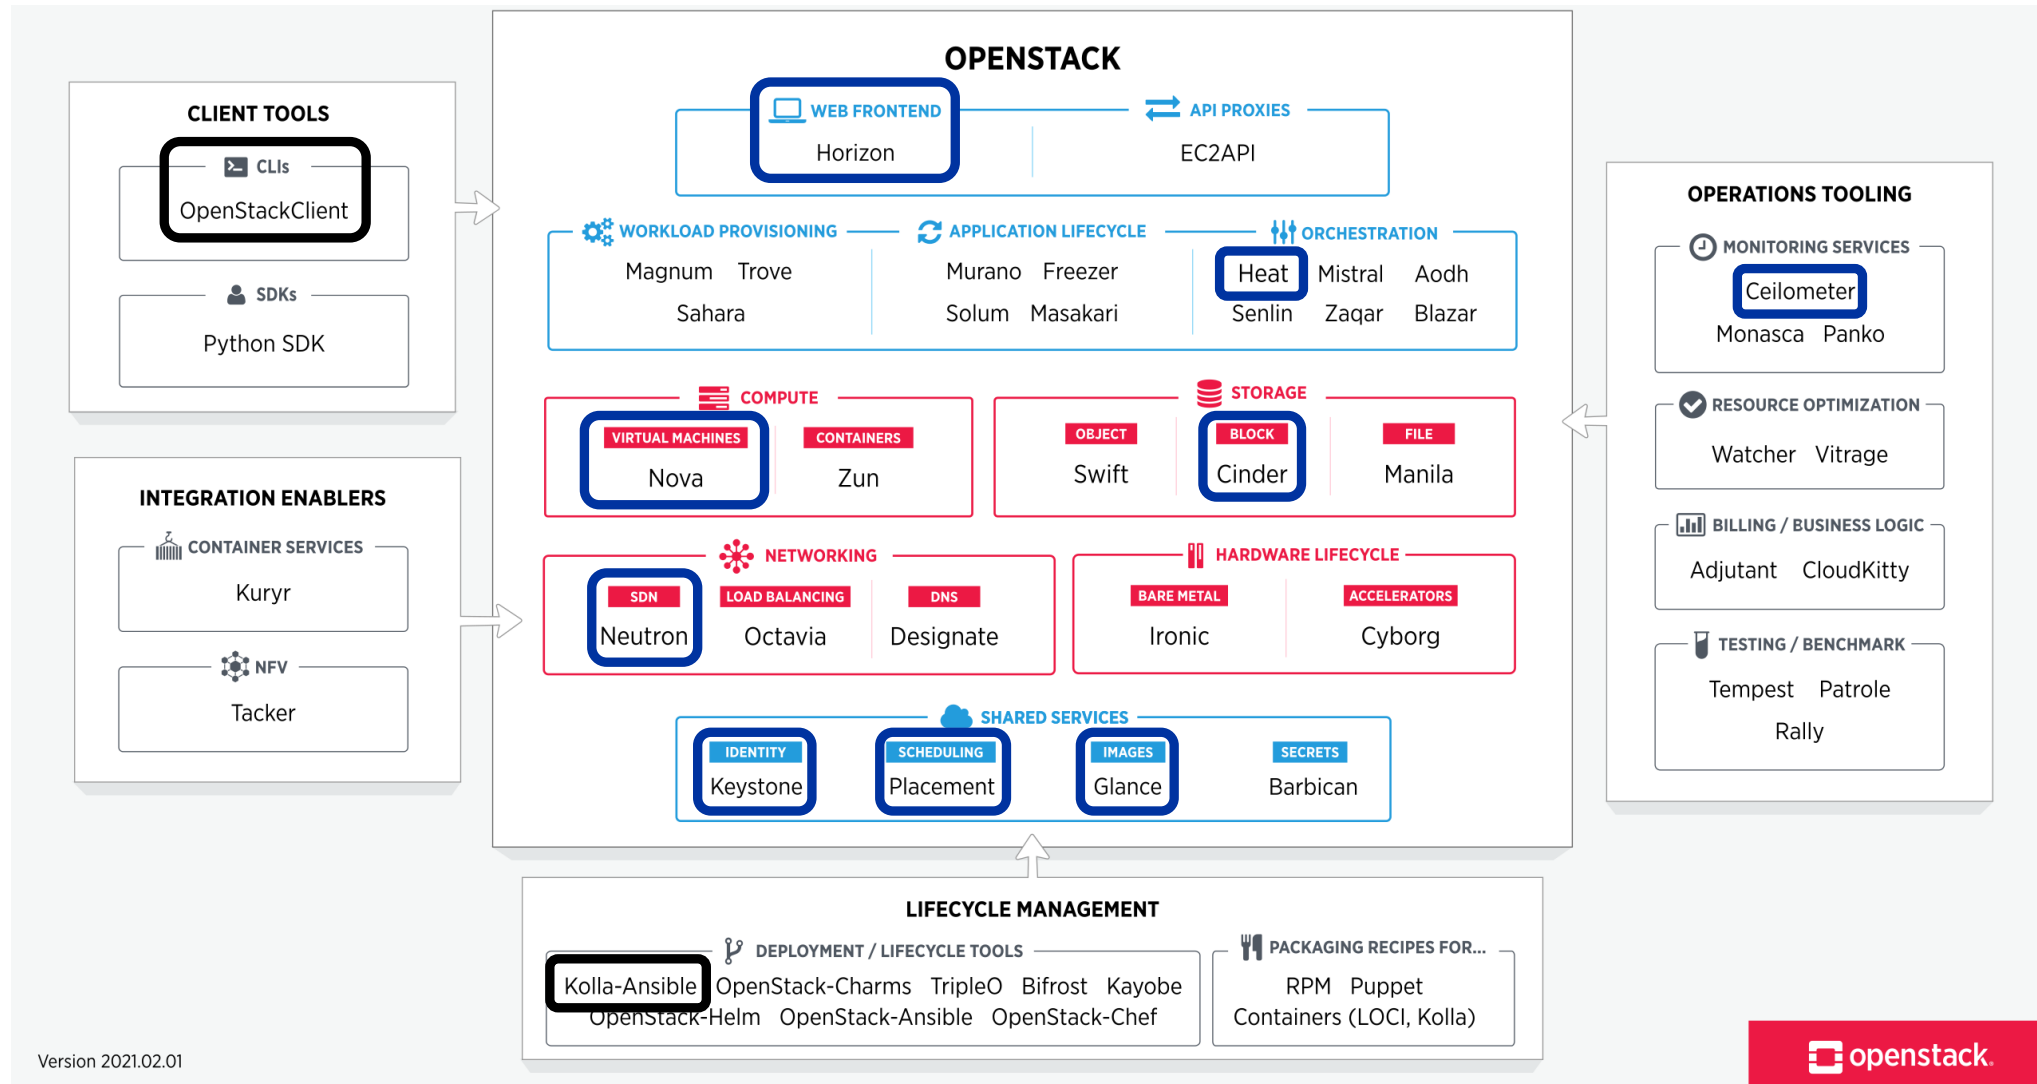 OPENSTACK
WEB FRONTEND
Horizon
API PROXIES
EC2API
WORKLOAD PROVISIONING
Magnum Trove
Sahara
APPLICATION LIFECYCLE
Murano Freezer
Solum Masakari
ORCHESTRATION
Heat Mistral Aodh
Senlin Zaqar Blazar
COMPUTE
VIRTUAL MACHINES
Nova
CONTAINERS
Zun
STORAGE
OBJECT
Swift
BLOCK
Cinder
FILE
Manila
NETWORKING
SDN
Neutron
LOAD BALANCING
Octavia
DNS
Designate
HARDWARE LIFECYCLE
BARE METAL
Ironic
ACCELERATORS
Cyborg
SHARED SERVICES
IDENTITY
Keystone
SCHEDULING
Placement
IMAGES
Glance
SECRETS
Barbican
CLIENT TOOLS
CLIs
OpenStackClient
SDKs
Python SDK
INTEGRATION ENABLERS
CONTAINER SERVICES
Kuryr
NFV
Tacker
OPERATIONS TOOLING
MONITORING SERVICES
Ceilometer
Monasca Panko
RESOURCE OPTIMIZATION
Watcher Vitrage
BILLING / BUSINESS LOGIC
Adjutant CloudKitty
TESTING / BENCHMARK
Tempest Patrole
Rally
LIFECYCLE MANAGEMENT
DEPLOYMENT / LIFECYCLE TOOLS
Kolla-Ansible OpenStack-Charms TripleO Bifrost Kayobe
OpenStack-Helm OpenStack-Ansible OpenStack-Chef
PACKAGING RECIPES FOR...
RPM Puppet
Containers (LOCI, Kolla)
Version 2021.02.01
openstack.